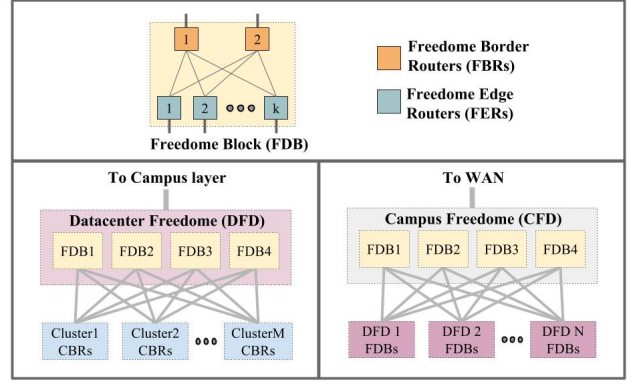 1
2
1
2
k
Freedome Block (FDB)
Freedome Border
Routers (FBRs)
Freedome Edge
Routers (FERs)
To Campus layer
Datacenter Freedome (DFD)
FDB1
FDB2
FDB3
FDB4
Cluster1
CBRs
Cluster2
CBRs
ClusterM
CBRs
To WAN
Campus Freedome (CFD)
FDB1
FDB2
FDB3
FDB4
DFD 1
FDBs
DFD 2
FDBs
DFD N
FDBs